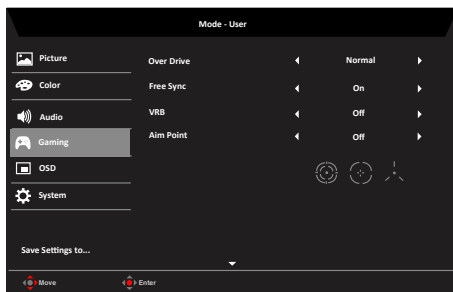 Mode - User
Picture
Color
Audio
Gaming
OSD
System
Save Settings to...
Over Drive Normal
Free Sync On
VRB Off
Aim Point Off
Move Enter